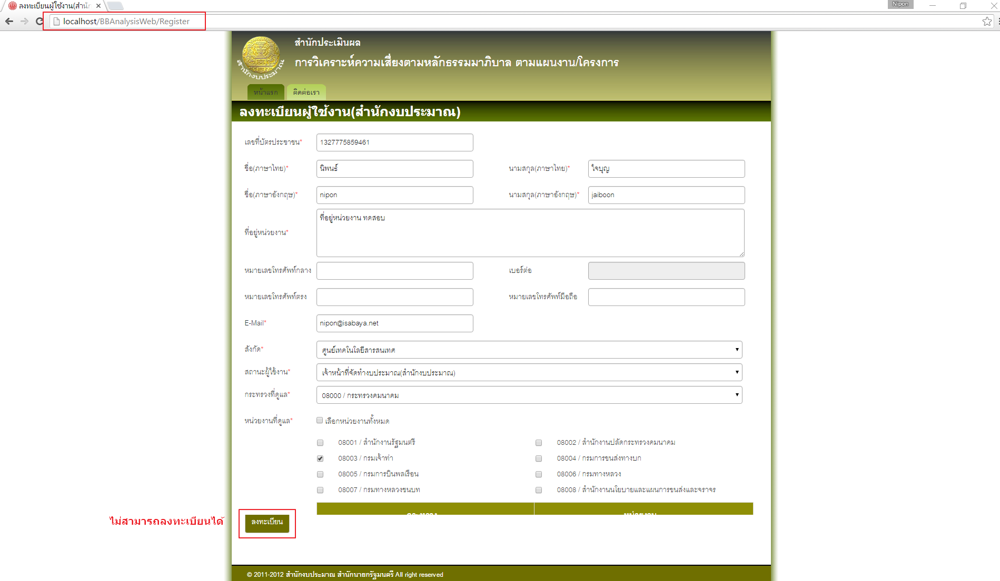 ลงทะเบียนผู้ใช้งาน(สำนัก
Nipon
localhost/BBAnalysisWeb/Register
สำนักงบประมาณ
สำนักประเมินผล
การวิเคราะห์ความเสี่ยงตามหลักธรรมมาภิบาล ตามแผนงาน/โครงการ
หน้าแรก ติดต่อเรา
ลงทะเบียนผู้ใช้งาน(สำนักงบประมาณ)
เลขที่บัตรประชาชน* 1327775859461
ชื่อ(ภาษาไทย)* นิพนธ์ นามสกุล(ภาษาไทย)* ใจบุญ
ชื่อ(ภาษาอังกฤษ)* nipon นามสกุล(ภาษาอังกฤษ)* jaiboon
ที่อยู่หน่วยงาน* ที่อยู่หน่วยงาน ทดสอบ
หมายเลขโทรศัพท์กลาง เบอร์ต่อ
หมายเลขโทรศัพท์ตรง หมายเลขโทรศัพท์มือถือ
E-Mail* nipon@isabaya.net
สังกัด* ศูนย์เทคโนโลยีสารสนเทศ
สถานะผู้ใช้งาน* เจ้าหน้าที่จัดทำงบประมาณ(สำนักงบประมาณ)
กระทรวงที่ดูแล* 08000 / กระทรวงคมนาคม
หน่วยงานที่ดูแล* เลือกหน่วยงานทั้งหมด
08001 / สำนักงานรัฐมนตรี 08002 / สำนักงานปลัดกระทรวงคมนาคม
08003 / กรมเจ้าท่า 08004 / กรมการขนส่งทางบก
08005 / กรมการบินพลเรือน 08006 / กรมทางหลวง
08007 / กรมทางหลวงชนบท 08008 / สำนักงานนโยบายและแผนการขนส่งและจราจร
กระทรวง หน่วยงาน
ไม่สามารถลงทะเบียนได้ ลงทะเบียน
© 2011-2012 สำนักงบประมาณ สำนักนายกรัฐมนตรี All right reserved